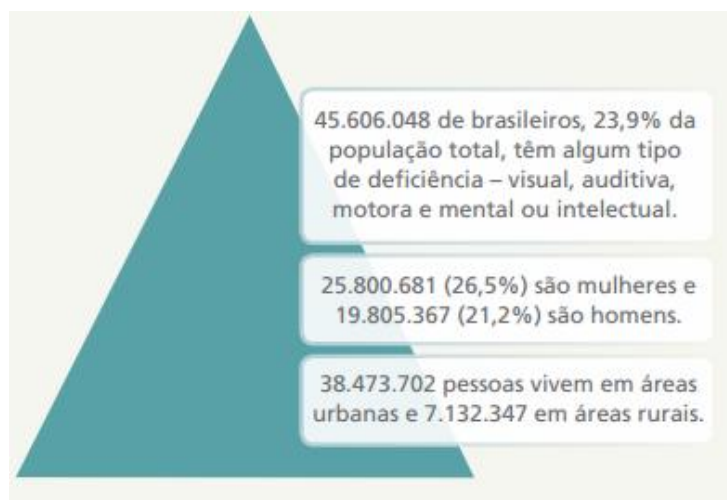 45.606.048 de brasileiros, 23,9% da
população total, têm algum tipo
de deficiência – visual, auditiva,
motora e mental ou intelectual.
25.800.681 (26,5%) são mulheres e
19.805.367 (21,2%) são homens.
38.473.702 pessoas vivem em áreas
urbanas e 7.132.347 em áreas rurais.